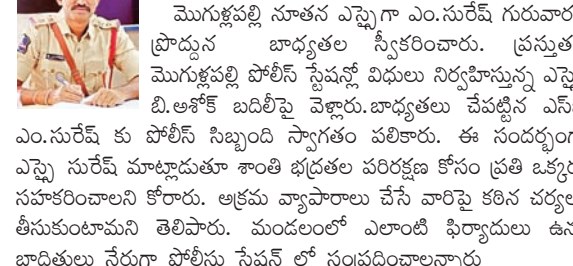 మొగుళ్లపల్లి నూతన ఎస్సైగా ఎం.సురేష్ గురువార
ప్రొద్దున బాధ్యతల స్వీకరించారు. ప్రస్తుత
మొగుళ్లపల్లి పోలీస్ స్టేషన్లో విధులు నిర్వహిస్తున్న ఎస్సై
బి.అశోక్ బదిలీపై వెళ్లారు.బాధ్యతలు చేపట్టిన
ఎం.సురేష్ కు పోలీస్ సిబ్బంది స్వాగతం పలికారు. ఈ సందర్భంగ
ఎస్సై సురేష్ మాట్లాడుతూ శాంతి భద్రతల పరిరక్షణ కోసం ప్రతి ఒక్కర
సహకరించాలని కోరారు. అక్రమ వ్యాపారాలు చేసే వారిపై కఠిన చర్యల
తీసుకుంటామని తెలిపారు. మండలంలో ఎలాంటి ఫిర్యాదులు ఉన
బాదితులు నేరుగా పోలీసు స్టేషన్ లో సంప్రదించాలన్నారు